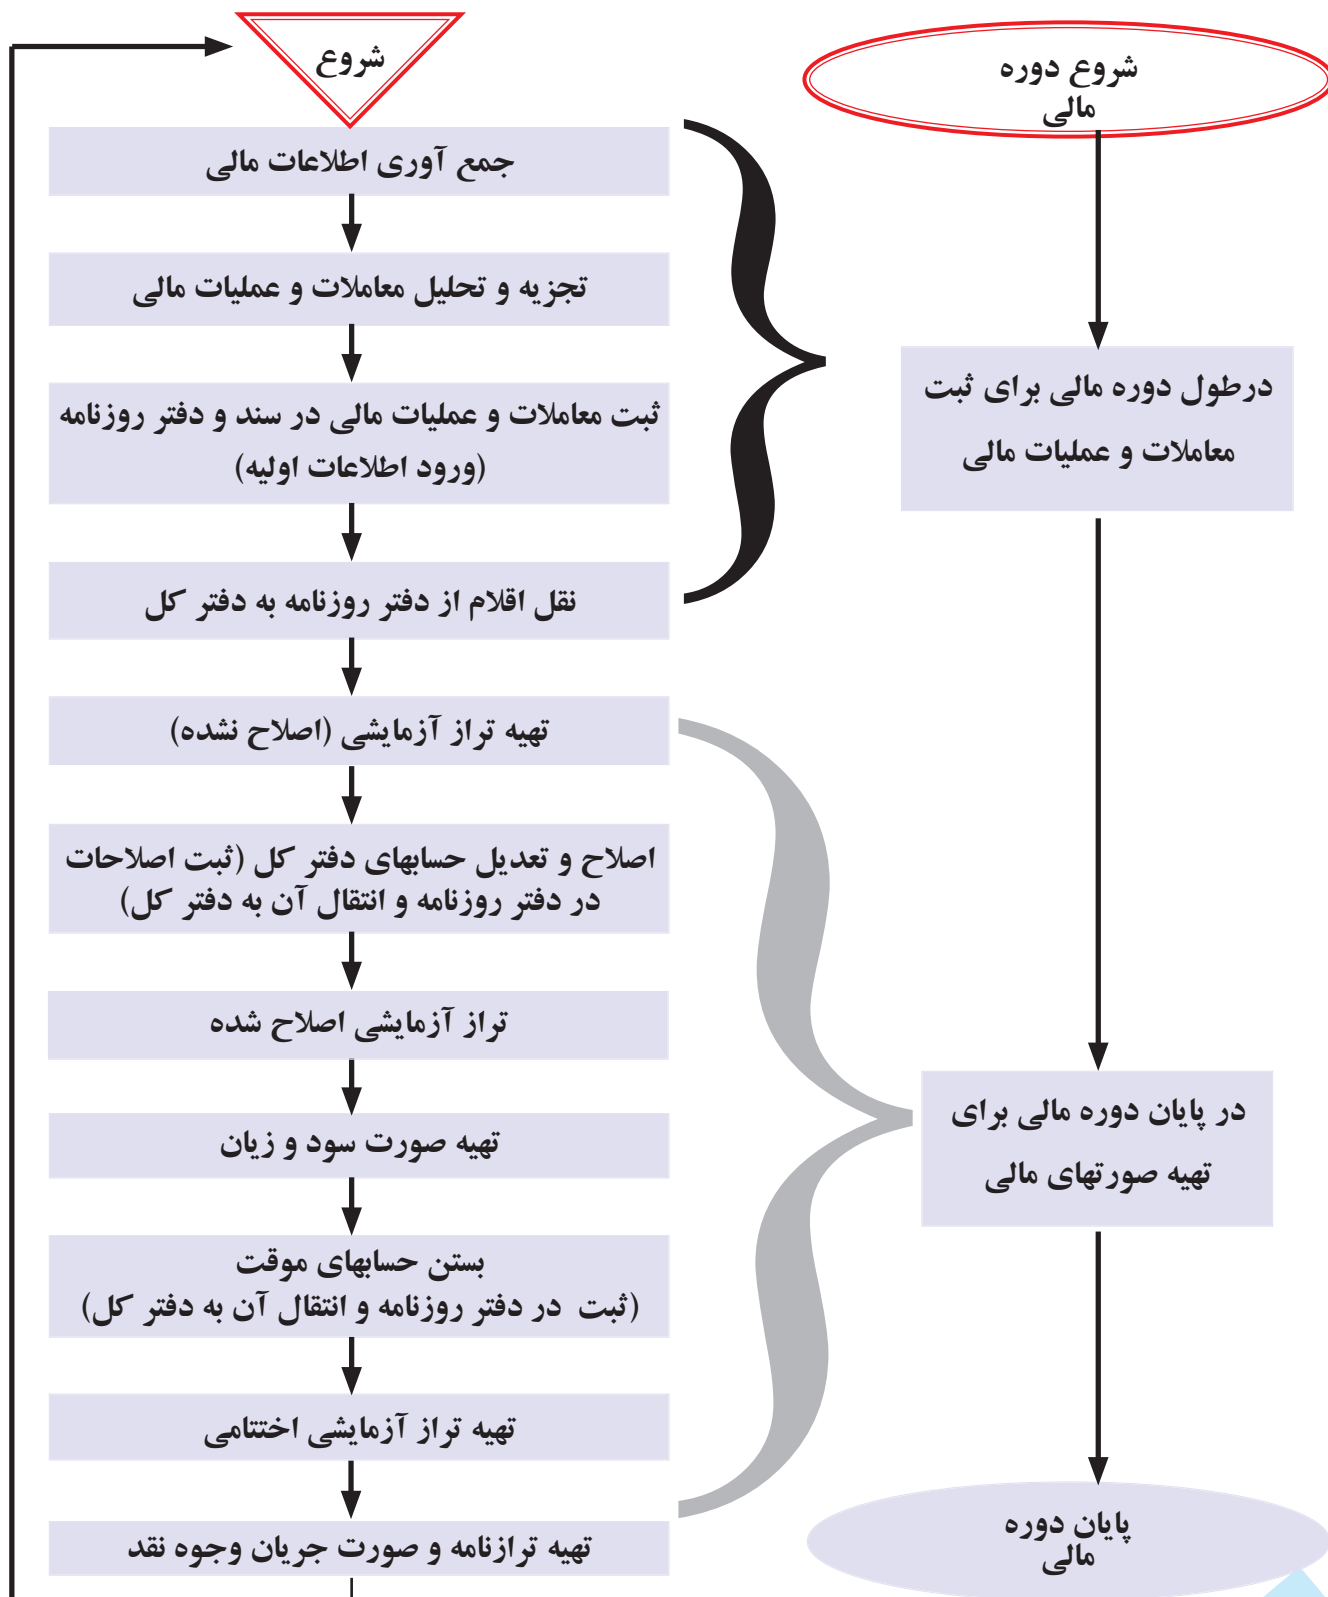 شروع
جمع آوری اطلاعات مالی
تجزیه و تحلیل معاملات و عملیات مالی
ثبت معاملات و عملیات مالی در سند و دفتر روزنامه
(ورود اطلاعات اولیه)
نقل اقلام از دفتر روزنامه به دفتر کل
تهیه تراز آزمایشی (اصلاح نشده)
اصلاح و تعدیل حسابهای دفتر کل (ثبت اصلاحات
در دفتر روزنامه و انتقال آن به دفتر کل)
تراز آزمایشی اصلاح شده
تهیه صورت سود و زیان
بستن حسابهای موقت
(ثبت در دفتر روزنامه و انتقال آن به دفتر کل)
تهیه تراز آزمایشی اختتامی
تهیه ترازنامه و صورت جریان وجوه نقد
شروع دوره
مالی
درطول دوره مالی برای ثبت
معاملات و عملیات مالی
در پایان دوره مالی برای
تهیه صورتهای مالی
پایان دوره
مالی